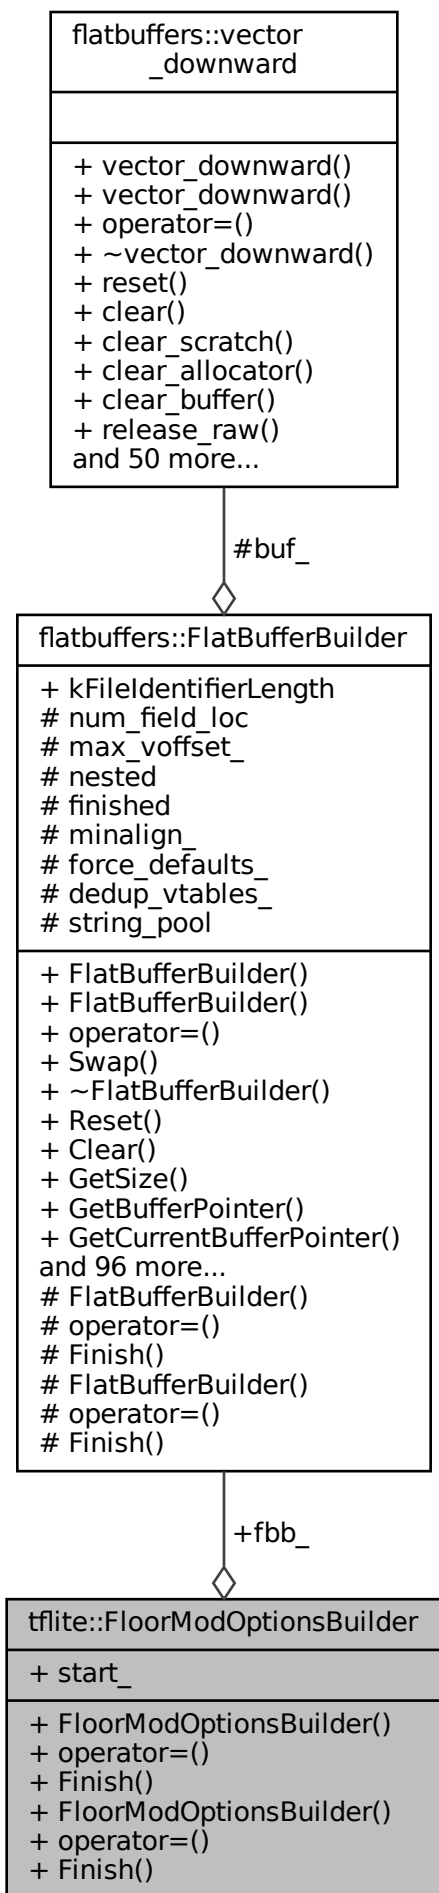 flatbuffers::vector
_downward
+ vector_downward()
+ vector_downward()
+ operator=()
+ ~vector_downward()
+ reset()
+ clear()
+ clear_scratch()
+ clear_allocator()
+ clear_buffer()
+ release_raw()
and 50 more...
#buf_
flatbuffers::FlatBufferBuilder
+ kFileIdentifierLength
# num_field_loc
# max_voffset_
# nested
# finished
# minalign_
# force_defaults_
# dedup_vtables_
# string_pool
+ FlatBufferBuilder()
+ FlatBufferBuilder()
+ operator=()
+ Swap()
+ ~FlatBufferBuilder()
+ Reset()
+ Clear()
+ GetSize()
+ GetBufferPointer()
+ GetCurrentBufferPointer()
and 96 more...
# FlatBufferBuilder()
# operator=()
# Finish()
# FlatBufferBuilder()
# operator=()
# Finish()
+fbb_
tflite::FloorModOptionsBuilder
+ start_
+ FloorModOptionsBuilder()
+ operator=()
+ Finish()
+ FloorModOptionsBuilder()
+ operator=()
+ Finish()